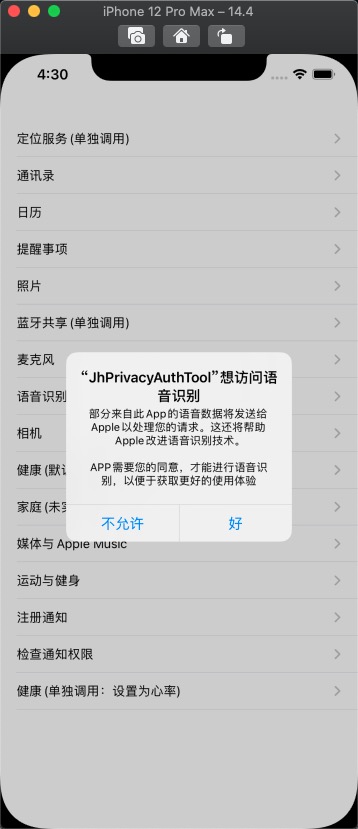 iPhone 12 Pro Max – 14.4
4:30
定位服务 (单独调用)
通讯录
日历
提醒事项
照片
蓝牙共享 (单独调用)
麦克风
语音识别
相机
健康 (默
家庭 (未
媒体与 Apple Music
运动与健身
注册通知
检查通知权限
健康 (单独调用：设置为心率)
“JhPrivacyAuthTool”想访问语
音识别
部分来自此App的语音数据将发送给
Apple以处理您的请求。这还将帮助
Apple改进语音识别技术。
APP需要您的同意，才能进行语音识
别，以便于获取更好的使用体验
不允许
好